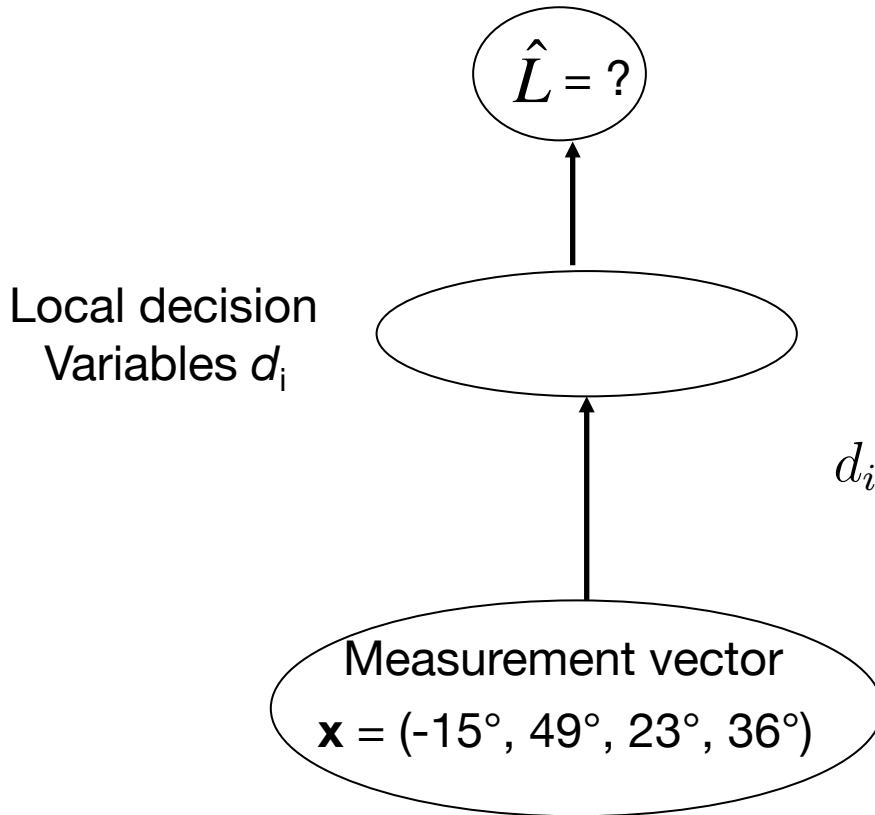 L̂ = ?
Local decision
Variables dᵢ
dᵢ
Measurement vector
x = (-15°, 49°, 23°, 36°)